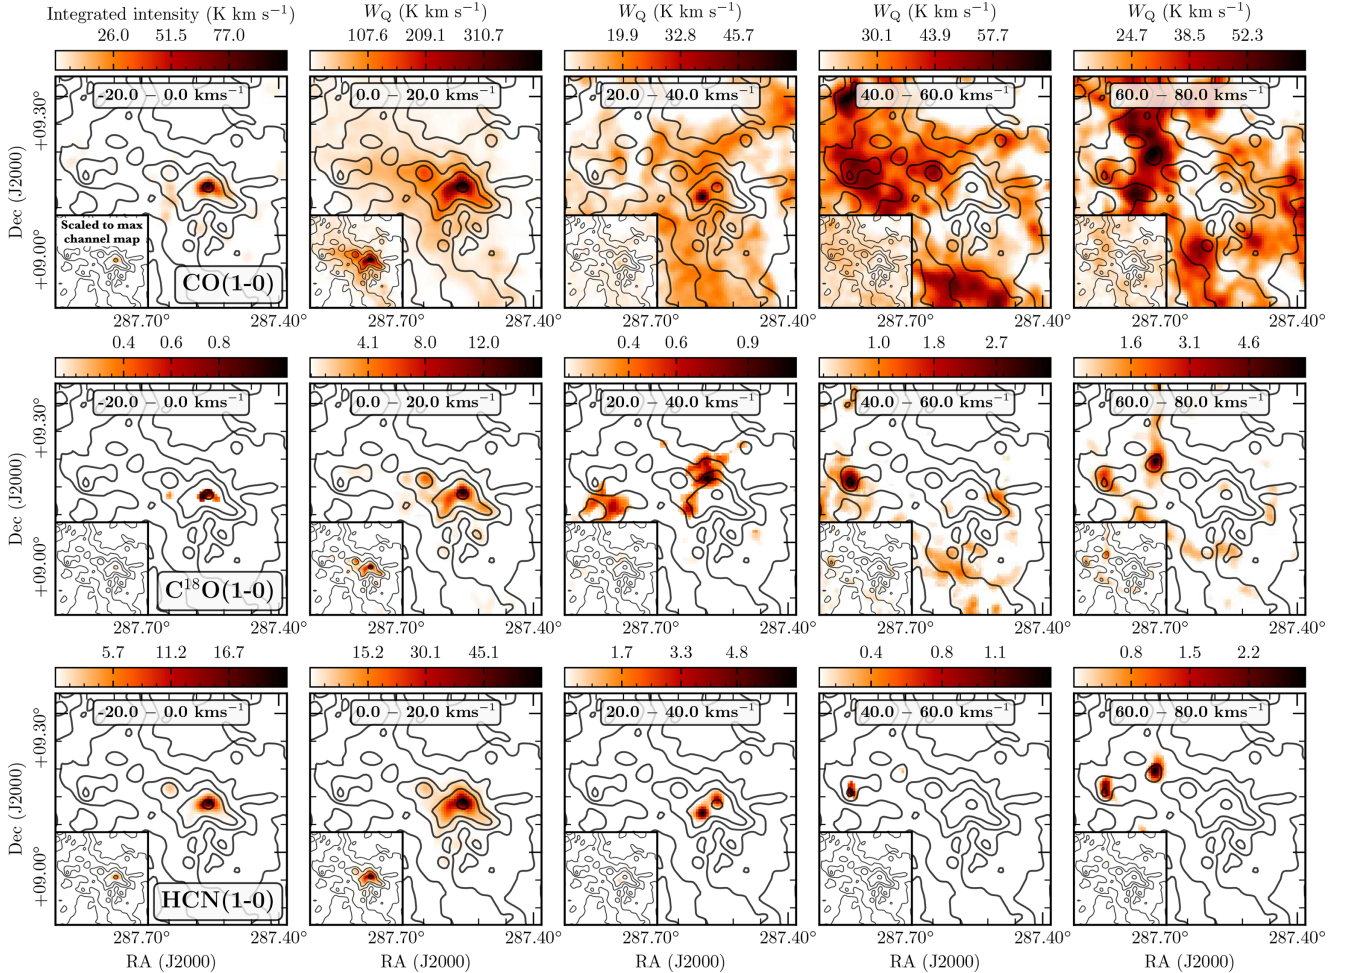 Integrated intensity (K km s⁻¹)
W_Q (K km s⁻¹)
W_Q (K km s⁻¹)
W_Q (K km s⁻¹)
W_Q (K km s⁻¹)
26.0 51.5 77.0
107.6 209.1 310.7
19.9 32.8 45.7
30.1 43.9 57.7
24.7 38.5 52.3
-20.0 − 0.0 kms⁻¹
0.0 − 20.0 kms⁻¹
20.0 − 40.0 kms⁻¹
40.0 − 60.0 kms⁻¹
60.0 − 80.0 kms⁻¹
+09.30°
Dec (J2000)
+09.00°
Scaled to max
channel map
CO(1-0)
287.70° 287.40°
287.70° 287.40°
287.70° 287.40°
287.70° 287.40°
287.70° 287.40°
0.4 0.6 0.8
4.1 8.0 12.0
0.4 0.6 0.9
1.0 1.8 2.7
1.6 3.1 4.6
-20.0 − 0.0 kms⁻¹
0.0 − 20.0 kms⁻¹
20.0 − 40.0 kms⁻¹
40.0 − 60.0 kms⁻¹
60.0 − 80.0 kms⁻¹
+09.30°
Dec (J2000)
+09.00°
C¹⁸O(1-0)
287.70° 287.40°
287.70° 287.40°
287.70° 287.40°
287.70° 287.40°
287.70° 287.40°
5.7 11.2 16.7
15.2 30.1 45.1
1.7 3.3 4.8
0.4 0.8 1.1
0.8 1.5 2.2
-20.0 − 0.0 kms⁻¹
0.0 − 20.0 kms⁻¹
20.0 − 40.0 kms⁻¹
40.0 − 60.0 kms⁻¹
60.0 − 80.0 kms⁻¹
+09.30°
Dec (J2000)
+09.00°
HCN(1-0)
287.70° 287.40°
287.70° 287.40°
287.70° 287.40°
287.70° 287.40°
287.70° 287.40°
RA (J2000)
RA (J2000)
RA (J2000)
RA (J2000)
RA (J2000)